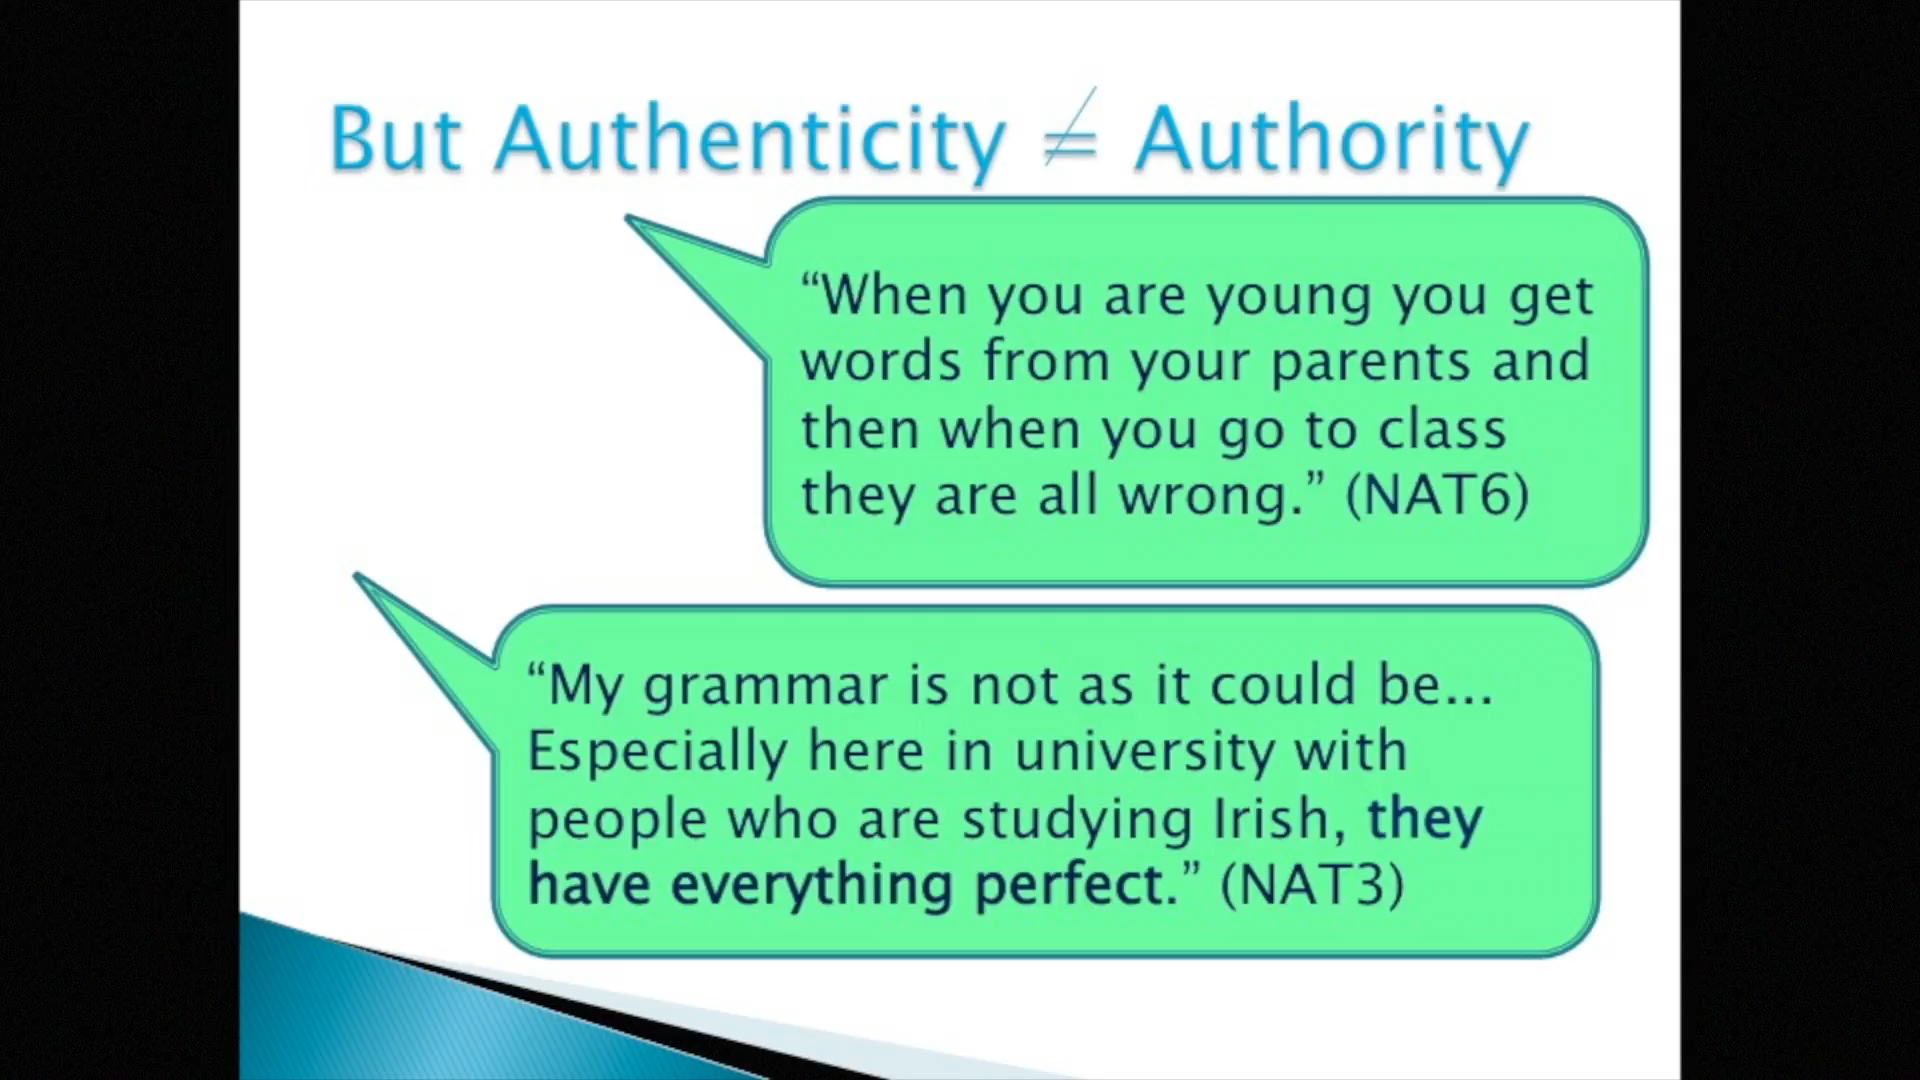 But Authenticity ≠ Authority
“When you are young you get
words from your parents and
then when you go to class
they are all wrong.” (NAT6)
“My grammar is not as it could be...
Especially here in university with
people who are studying Irish, they
have everything perfect.” (NAT3)